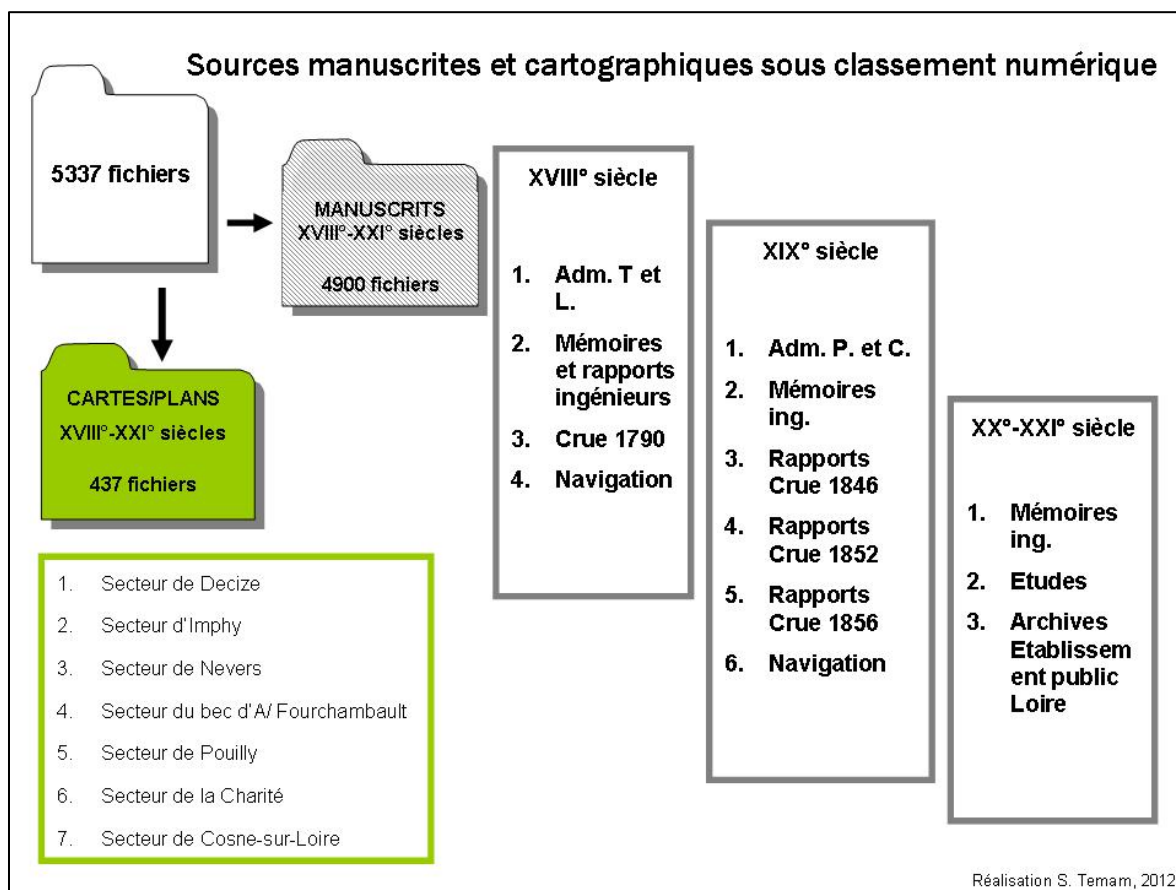 Sources manuscrites et cartographiques sous classement numérique
5337 fichiers
MANUSCRITS
XVIII°-XXI° siècles
4900 fichiers
CARTES/PLANS
XVIII°-XXI° siècles
437 fichiers
1. Secteur de Decize
2. Secteur d'Imphy
3. Secteur de Nevers
4. Secteur du bec d'A/ Fourchambault
5. Secteur de Pouilly
6. Secteur de la Charité
7. Secteur de Cosne-sur-Loire
XVIII° siècle
1. Adm. T et
L.
2. Mémoires
et rapports
ingénieurs
3. Crue 1790
4. Navigation
XIX° siècle
1. Adm. P. et C.
2. Mémoires
ing.
3. Rapports
Crue 1846
4. Rapports
Crue 1852
5. Rapports
Crue 1856
6. Navigation
XX°-XXI° siècle
1. Mémoires
ing.
2. Etudes
3. Archives
Etablissem
ent public
Loire
Réalisation S. Temam, 2012